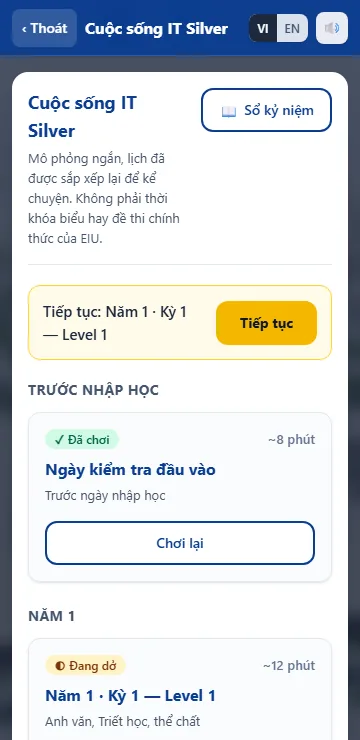 ‹ Thoát
Cuộc sống IT Silver
VI
EN
Cuộc sống IT
Silver
Sổ kỷ niệm
Mô phỏng ngắn, lịch đã
được sắp xếp lại để kể
chuyện. Không phải thời
khóa biểu hay đề thi chính
thức của EIU.
Tiếp tục: Năm 1 · Kỳ 1
— Level 1
Tiếp tục
TRƯỚC NHẬP HỌC
✓ Đã chơi
~8 phút
Ngày kiểm tra đầu vào
Trước ngày nhập học
Chơi lại
NĂM 1
◐ Đang dở
~12 phút
Năm 1 · Kỳ 1 — Level 1
Anh văn, Triết học, thể chất